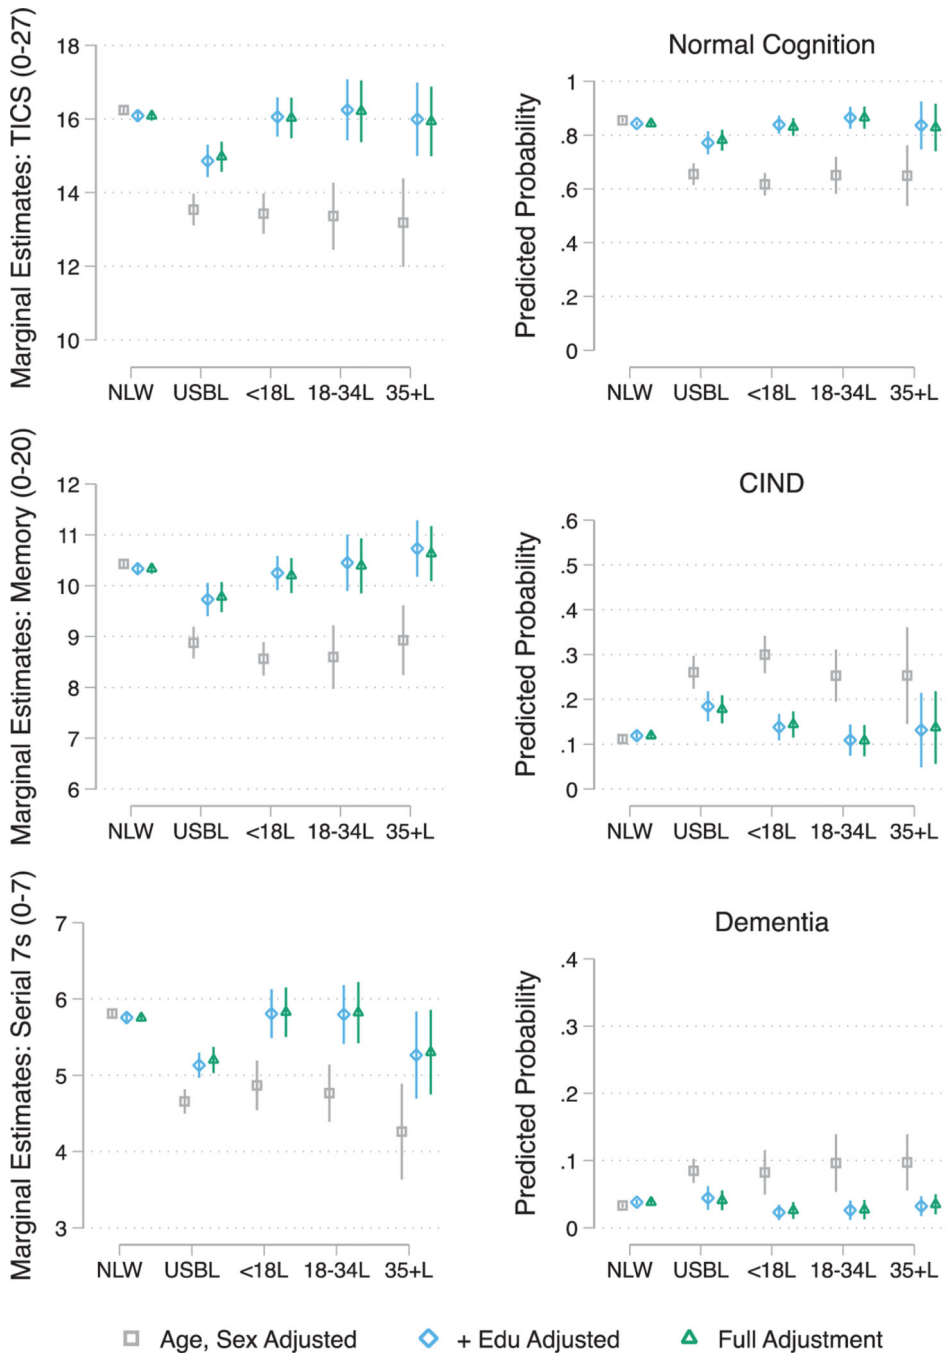 Marginal Estimates: TICS (0-27)
18
16
14
12
10
NLW USBL <18L 18-34L 35+L
Normal Cognition
Predicted Probability
1
.8
.6
.4
.2
0
NLW USBL <18L 18-34L 35+L
Marginal Estimates: Memory (0-20)
12
11
10
9
8
7
6
NLW USBL <18L 18-34L 35+L
CIND
Predicted Probability
.6
.5
.4
.3
.2
.1
0
NLW USBL <18L 18-34L 35+L
Marginal Estimates: Serial 7s (0-7)
7
6
5
4
3
NLW USBL <18L 18-34L 35+L
Dementia
Predicted Probability
.4
.3
.2
.1
0
NLW USBL <18L 18-34L 35+L
Age, Sex Adjusted + Edu Adjusted Full Adjustment